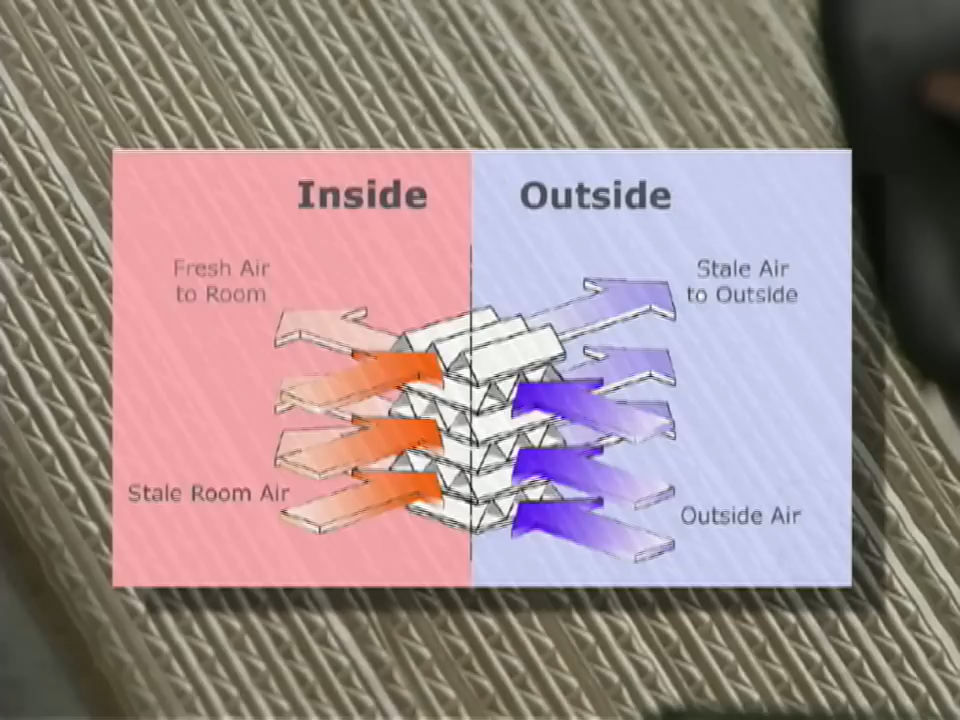 Inside
Outside
Fresh Air
to Room
Stale Air
to Outside
Stale Room Air
Outside Air